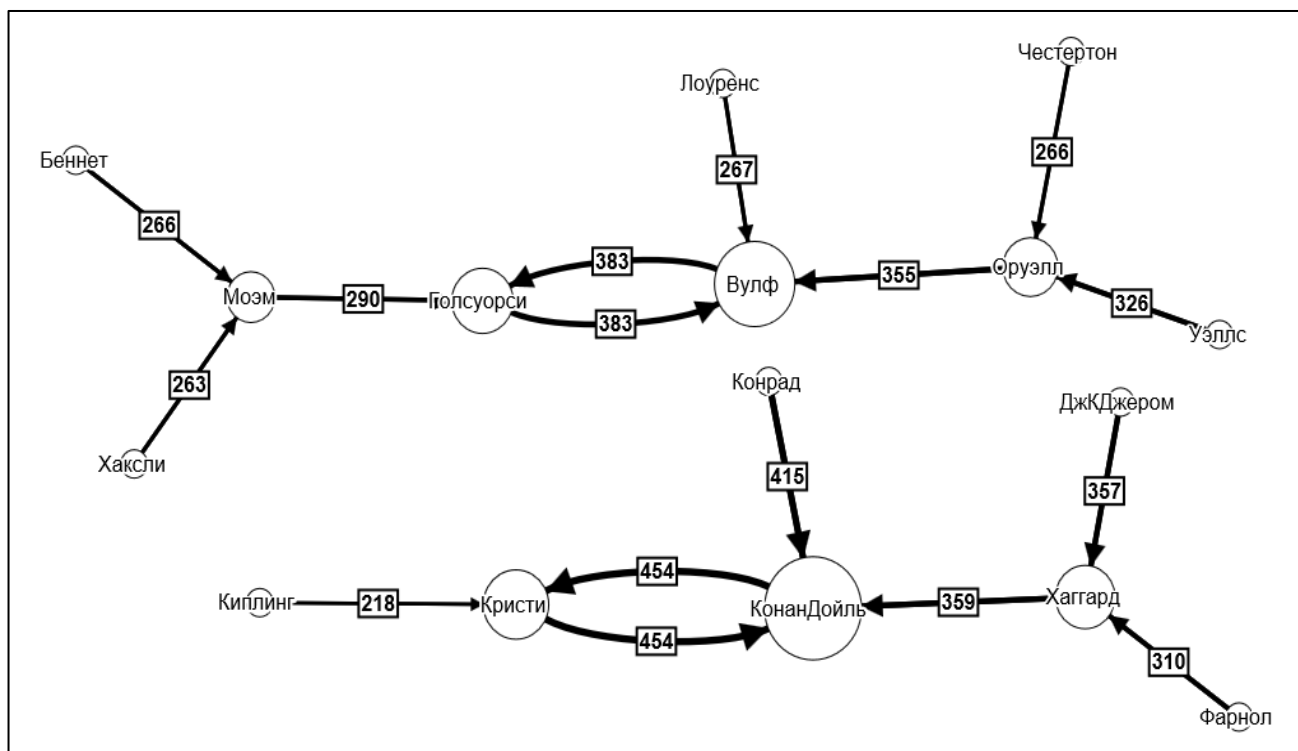 Честертон
Лоуренс
Беннет
266
267
266
383
Моэм
290
Голсуорси
Вулф
355
Оруэлл
383
326
Уэллс
263
Хаксли
Конрад
ДжКДжером
415
357
454
Киплинг
218
Кристи
КонанДойль
359
Хаггард
454
310
Фарнол